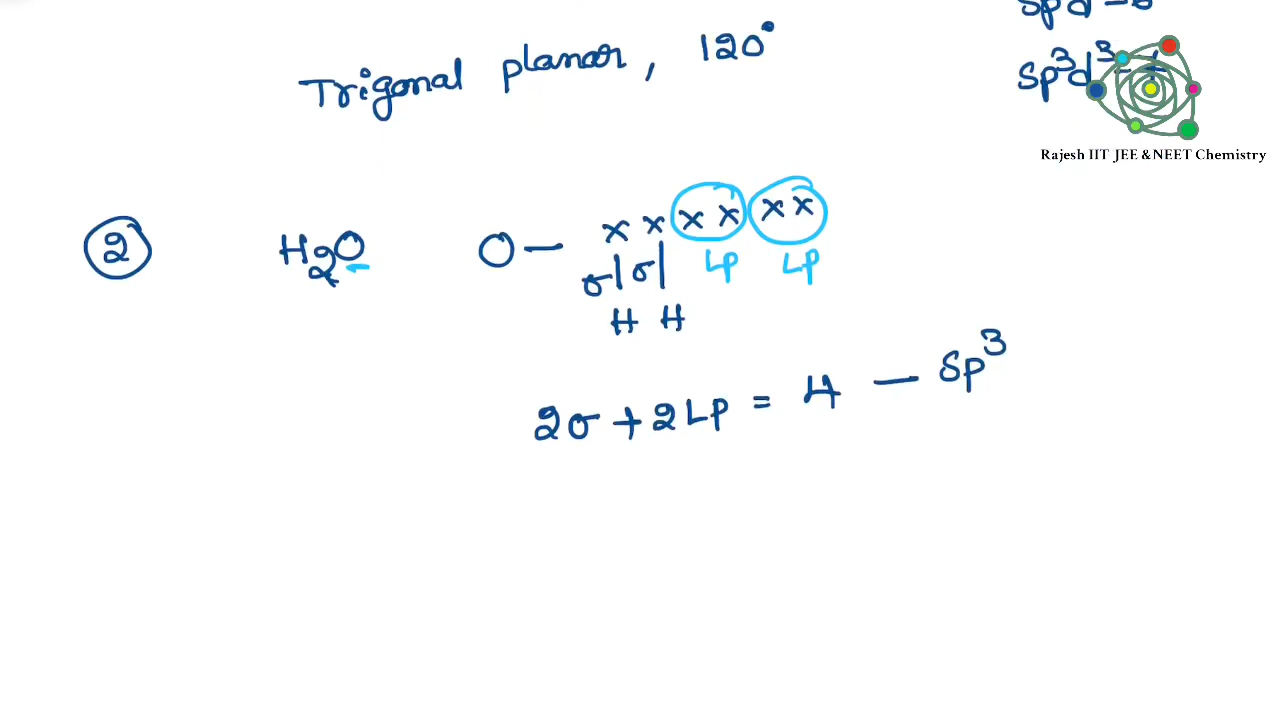 Trigonal planar, 120°
Sp³d³ -
Rajesh IIT JEE & NEET Chemistry
② H₂O O — x x x x x x
σ| σ| LP LP
H H
2σ + 2LP = 4 — Sp³